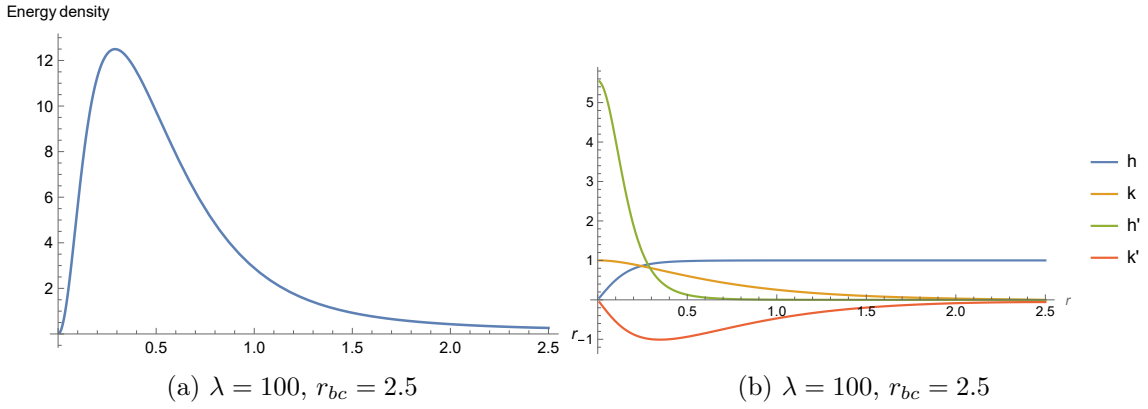 Energy density
12
10
8
6
4
2
0.5 1.0 1.5 2.0 2.5
(a) λ = 100, r_{bc} = 2.5
5
4
3
2
1
-1
r
0.5 1.0 1.5 2.0 2.5
r
h
k
h'
k'
(b) λ = 100, r_{bc} = 2.5